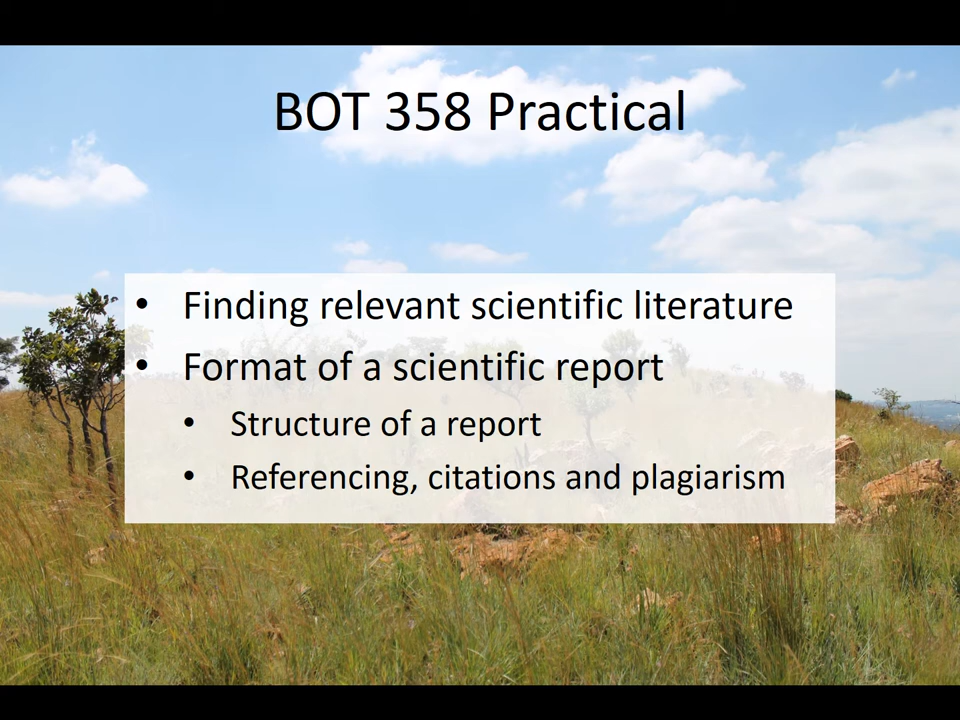 BOT 358 Practical
• Finding relevant scientific literature
• Format of a scientific report
• Structure of a report
• Referencing, citations and plagiarism